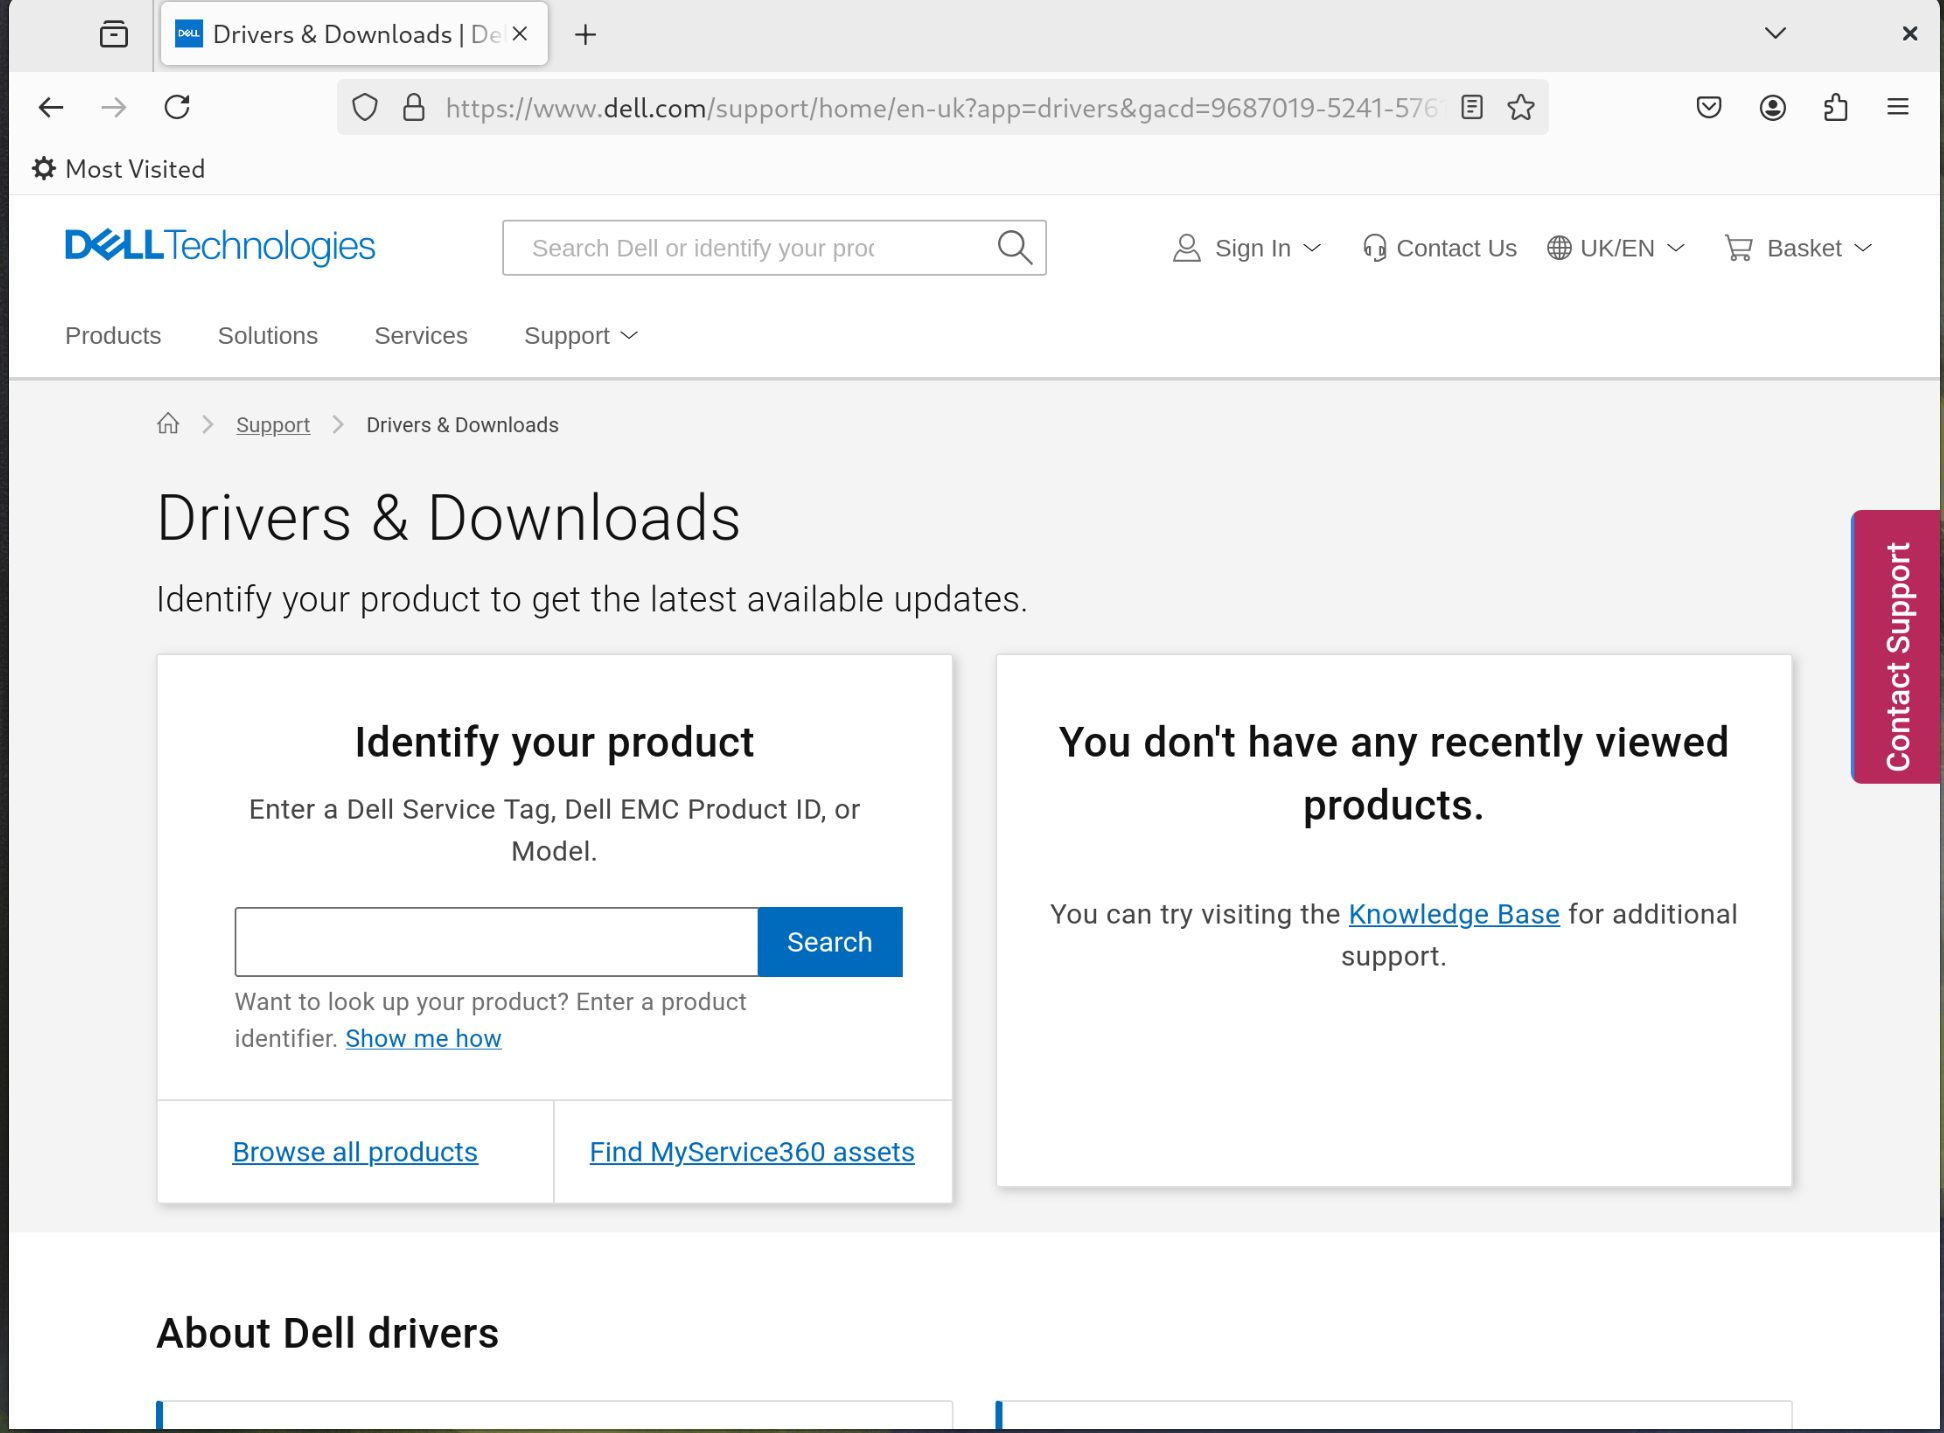 DELL Drivers & Downloads | De
https://www.dell.com/support/home/en-uk?app=drivers&gacd=9687019-5241-576
Most Visited
DELL Technologies
Search Dell or identify your proc
Sign In
Contact Us
UK/EN
Basket
Products
Solutions
Services
Support
Support
Drivers & Downloads
Drivers & Downloads
Identify your product to get the latest available updates.
Contact Support
Identify your product
Enter a Dell Service Tag, Dell EMC Product ID, or
Model.
Search
Want to look up your product? Enter a product
identifier. Show me how
Browse all products
Find MyService360 assets
You don't have any recently viewed
products.
You can try visiting the Knowledge Base for additional
support.
About Dell drivers